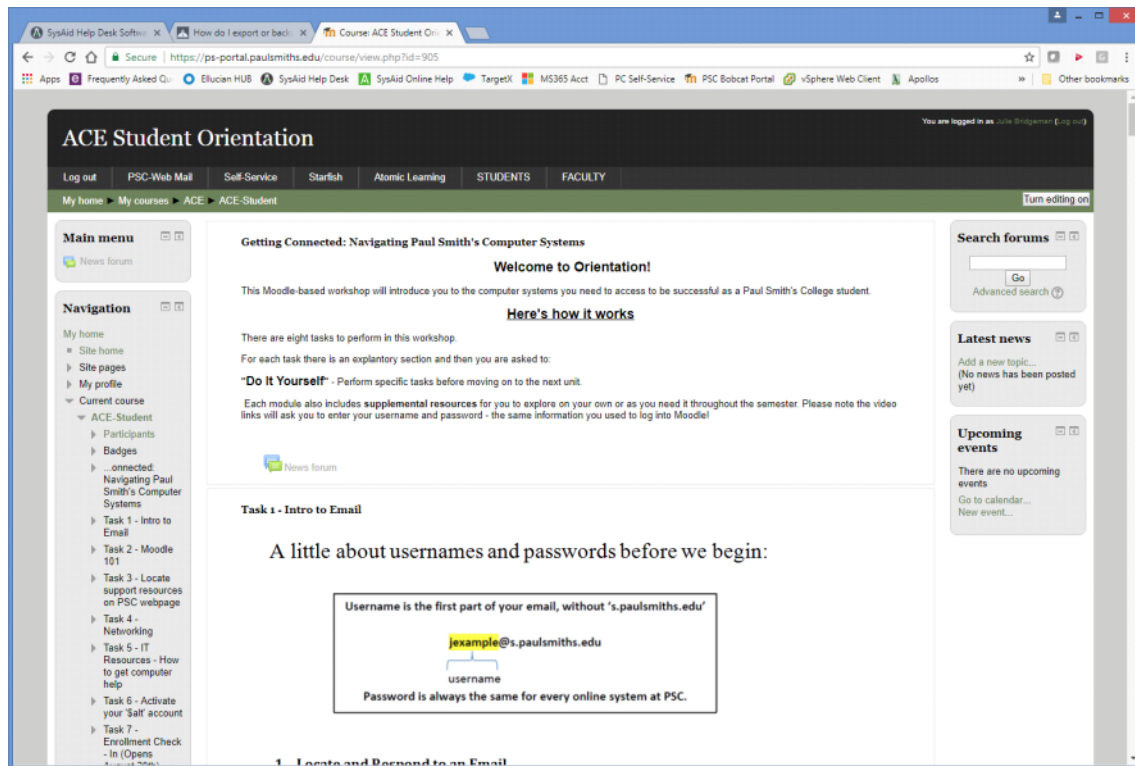 SysAid Help Desk Softwa
How do I export or back
Course: ACE Student Ori
Secure | https://ps-portal.paulsmiths.edu/course/view.php?id=905
Apps Frequently Asked Qu Ellucian HUB SysAid Help Desk SysAid Online Help TargetX MS365 Acct PC Self-Service PSC Bobcat Portal vSphere Web Client Apollos » Other bookmarks
You are logged in as Julie Bridgeman (Log out)
ACE Student Orientation
Log out PSC-Web Mail Self-Service Starfish Atomic Learning STUDENTS FACULTY
My home ► My courses ► ACE ► ACE-Student
Turn editing on
Main menu
News forum
Navigation
My home
Site home
Site pages
My profile
Current course
ACE-Student
Participants
Badges
...onnected:
Navigating Paul
Smith's Computer
Systems
Task 1 - Intro to
Email
Task 2 - Moodle
101
Task 3 - Locate
support resources
on PSC webpage
Task 4 -
Networking
Task 5 - IT
Resources - How
to get computer
help
Task 6 - Activate
your '$alt' account
Task 7 -
Enrollment Check
- In (Opens
Getting Connected: Navigating Paul Smith's Computer Systems
Welcome to Orientation!
This Moodle-based workshop will introduce you to the computer systems you need to access to be successful as a Paul Smith's College student.
Here's how it works
There are eight tasks to perform in this workshop.
For each task there is an explantory section and then you are asked to:
"Do It Yourself" - Perform specific tasks before moving on to the next unit.
Each module also includes supplemental resources for you to explore on your own or as you need it throughout the semester. Please note the video
links will ask you to enter your username and password - the same information you used to log into Moodle!
News forum
Task 1 - Intro to Email
A little about usernames and passwords before we begin:
Username is the first part of your email, without 's.paulsmiths.edu'
jexample@s.paulsmiths.edu
username
Password is always the same for every online system at PSC.
1. Locate and Respond to an Email
Search forums
Go
Advanced search
Latest news
Add a new topic...
(No news has been posted
yet)
Upcoming
events
There are no upcoming
events
Go to calendar...
New event...